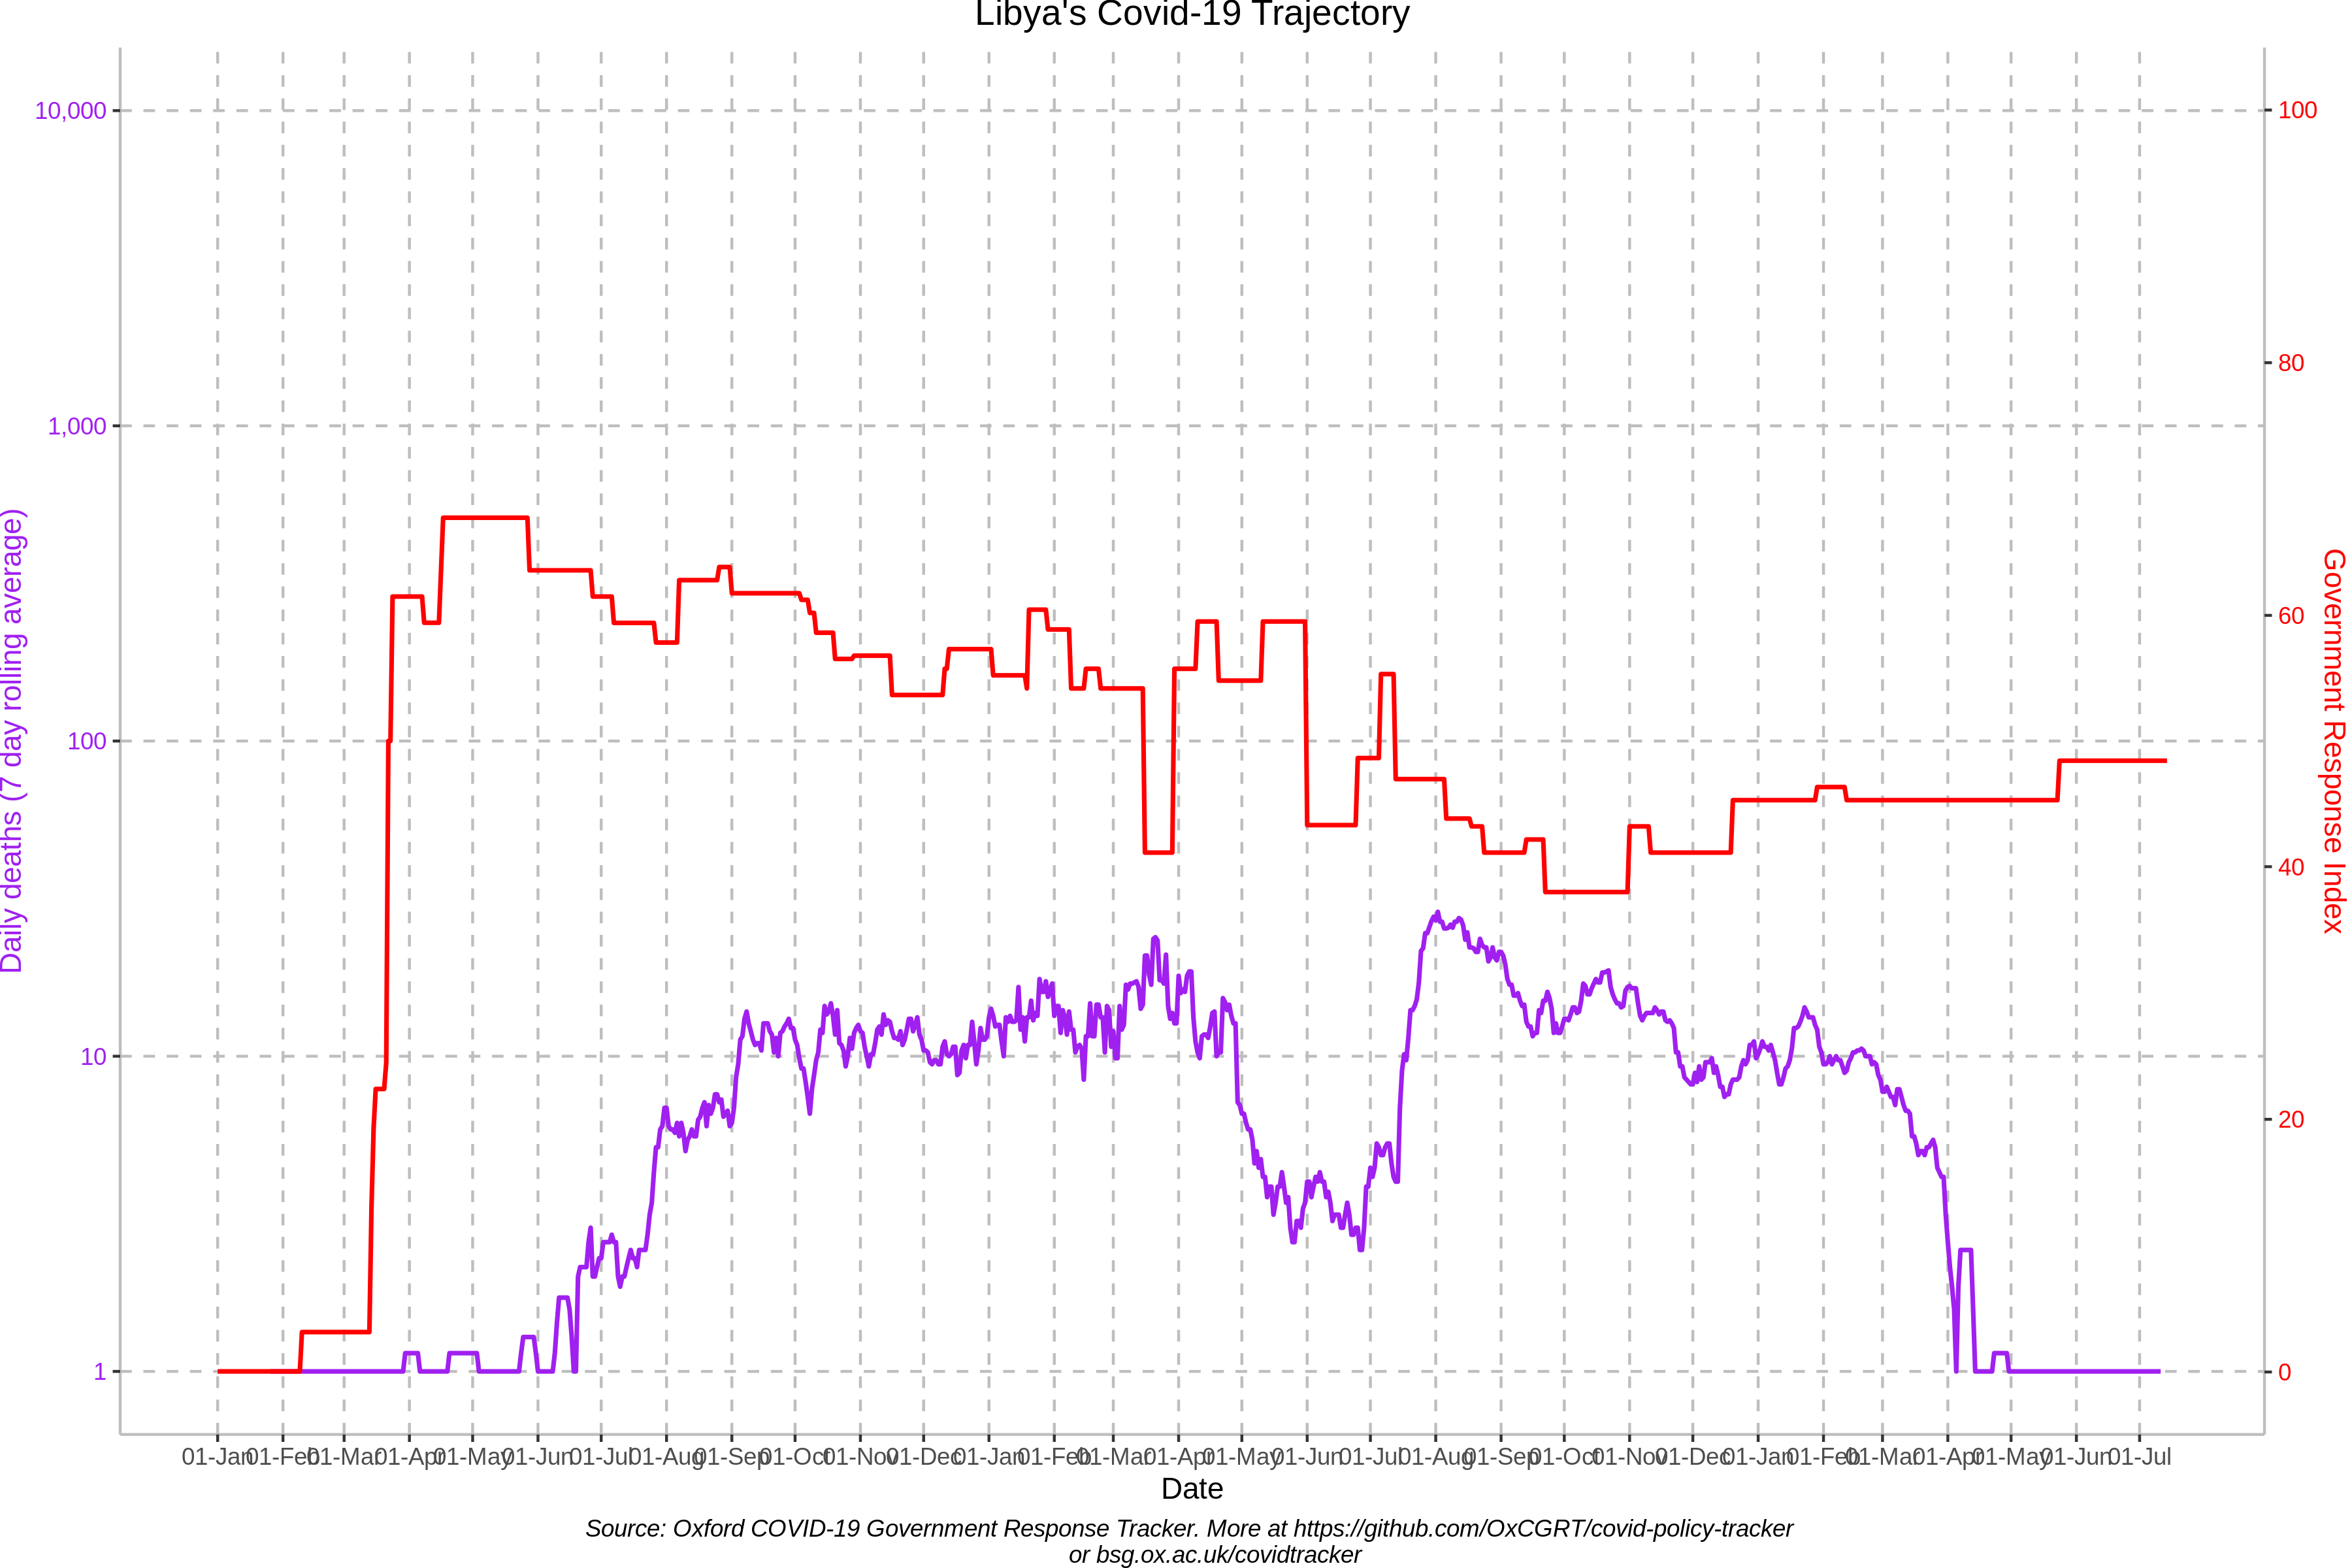 Libya's Covid-19 Trajectory
10,000
1,000
100
10
1
Daily deaths (7 day rolling average)
100
80
60
40
20
0
Government Response Index
01-Jan 01-Feb 01-Mar 01-Apr 01-May 01-Jun 01-Jul 01-Aug 01-Sep 01-Oct 01-Nov 01-Dec 01-Jan 01-Feb 01-Mar 01-Apr 01-May 01-Jun 01-Jul 01-Aug 01-Sep 01-Oct 01-Nov 01-Dec 01-Jan 01-Feb 01-Mar 01-Apr 01-May 01-Jun 01-Jul
Date
Source: Oxford COVID-19 Government Response Tracker. More at https://github.com/OxCGRT/covid-policy-tracker
or bsg.ox.ac.uk/covidtracker